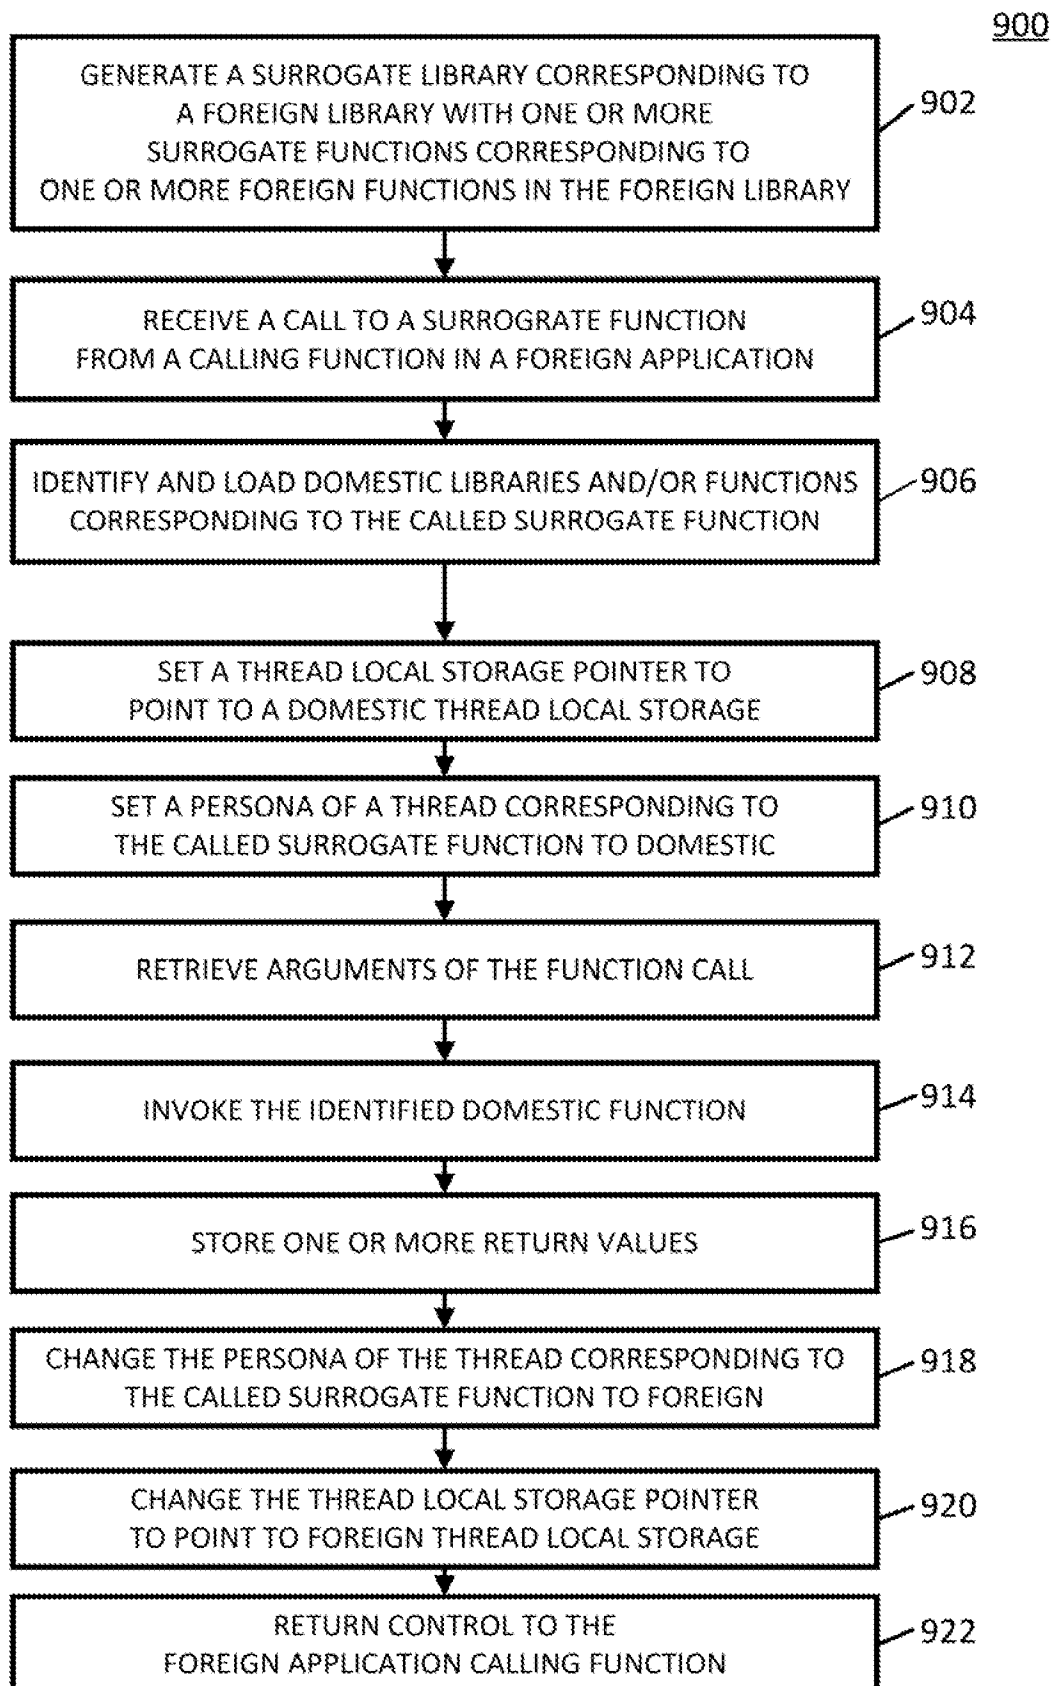 900
GENERATE A SURROGATE LIBRARY CORRESPONDING TO
A FOREIGN LIBRARY WITH ONE OR MORE
SURROGATE FUNCTIONS CORRESPONDING TO
ONE OR MORE FOREIGN FUNCTIONS IN THE FOREIGN LIBRARY
902
RECEIVE A CALL TO A SURROGRATE FUNCTION
FROM A CALLING FUNCTION IN A FOREIGN APPLICATION
904
IDENTIFY AND LOAD DOMESTIC LIBRARIES AND/OR FUNCTIONS
CORRESPONDING TO THE CALLED SURROGATE FUNCTION
906
SET A THREAD LOCAL STORAGE POINTER TO
POINT TO A DOMESTIC THREAD LOCAL STORAGE
908
SET A PERSONA OF A THREAD CORRESPONDING TO
THE CALLED SURROGATE FUNCTION TO DOMESTIC
910
RETRIEVE ARGUMENTS OF THE FUNCTION CALL
912
INVOKE THE IDENTIFIED DOMESTIC FUNCTION
914
STORE ONE OR MORE RETURN VALUES
916
CHANGE THE PERSONA OF THE THREAD CORRESPONDING TO
THE CALLED SURROGATE FUNCTION TO FOREIGN
918
CHANGE THE THREAD LOCAL STORAGE POINTER
TO POINT TO FOREIGN THREAD LOCAL STORAGE
920
RETURN CONTROL TO THE
FOREIGN APPLICATION CALLING FUNCTION
922